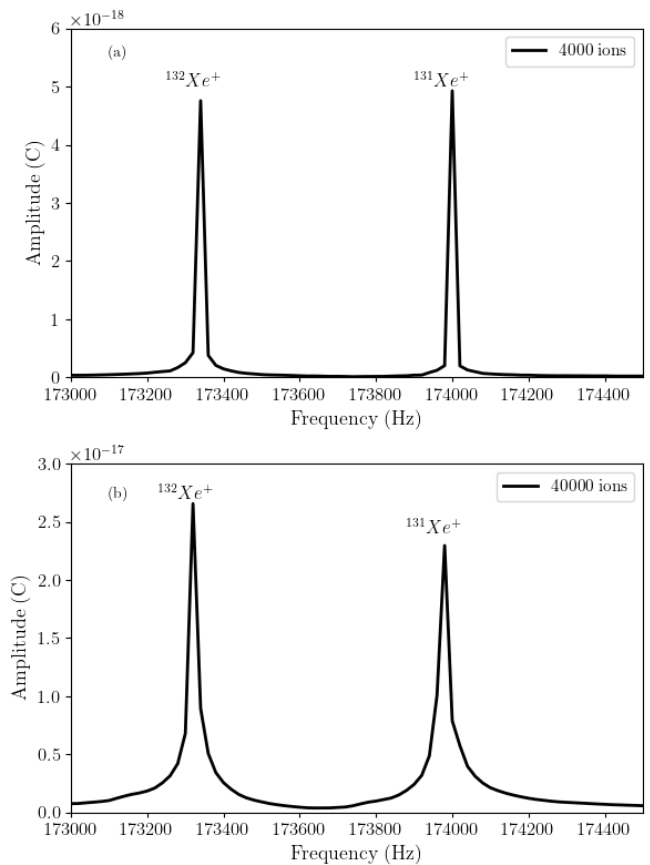 ×10⁻¹⁸
6
(a)
4000 ions
¹³²Xe⁺
¹³¹Xe⁺
5
4
3
2
1
0
Amplitude (C)
173000 173200 173400 173600 173800 174000 174200 174400
Frequency (Hz)
×10⁻¹⁷
3.0
(b)
¹³²Xe⁺
40000 ions
¹³¹Xe⁺
2.5
2.0
1.5
1.0
0.5
0.0
Amplitude (C)
173000 173200 173400 173600 173800 174000 174200 174400
Frequency (Hz)